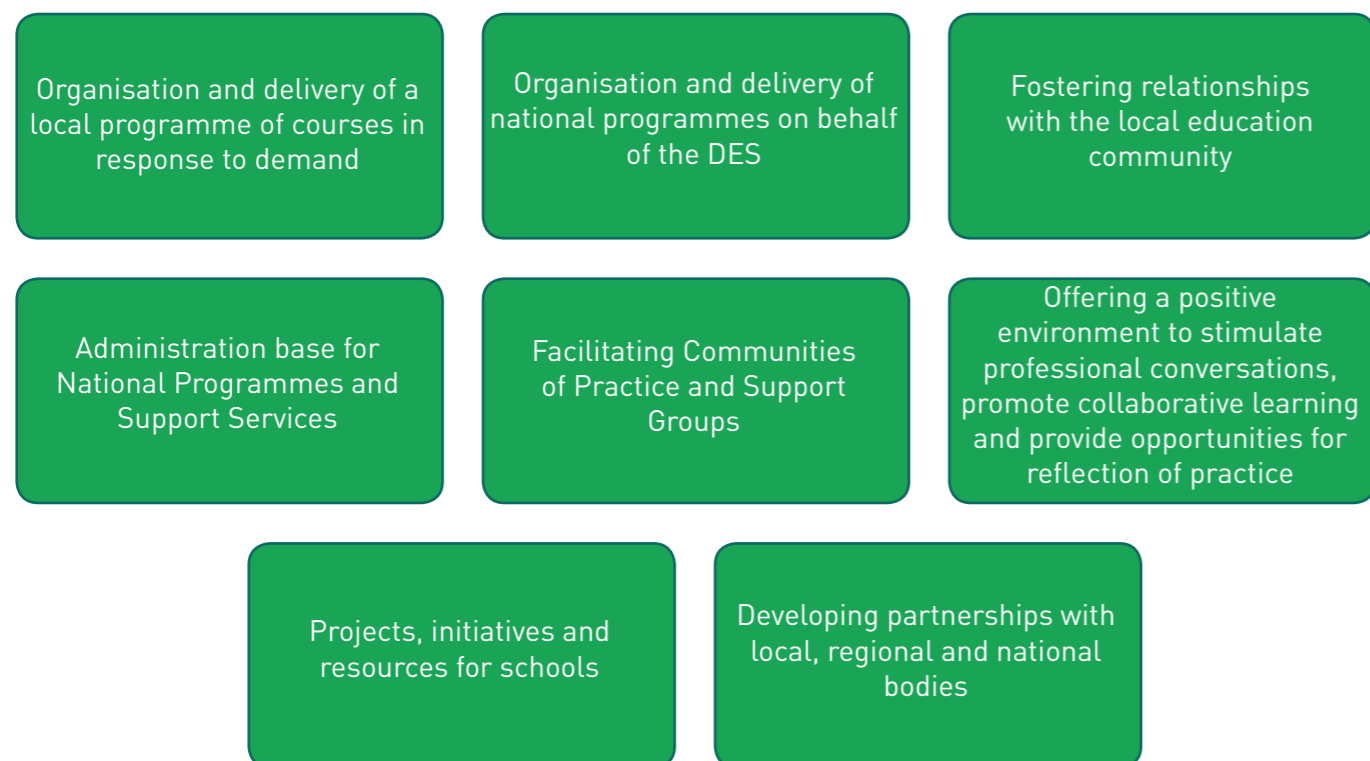 Organisation and delivery of a
local programme of courses in
response to demand
Organisation and delivery of
national programmes on behalf
of the DES
Fostering relationships
with the local education
community
Administration base for
National Programmes and
Support Services
Facilitating Communities
of Practice and Support
Groups
Offering a positive
environment to stimulate
professional conversations,
promote collaborative learning
and provide opportunities for
reflection of practice
Projects, initiatives and
resources for schools
Developing partnerships with
local, regional and national
bodies